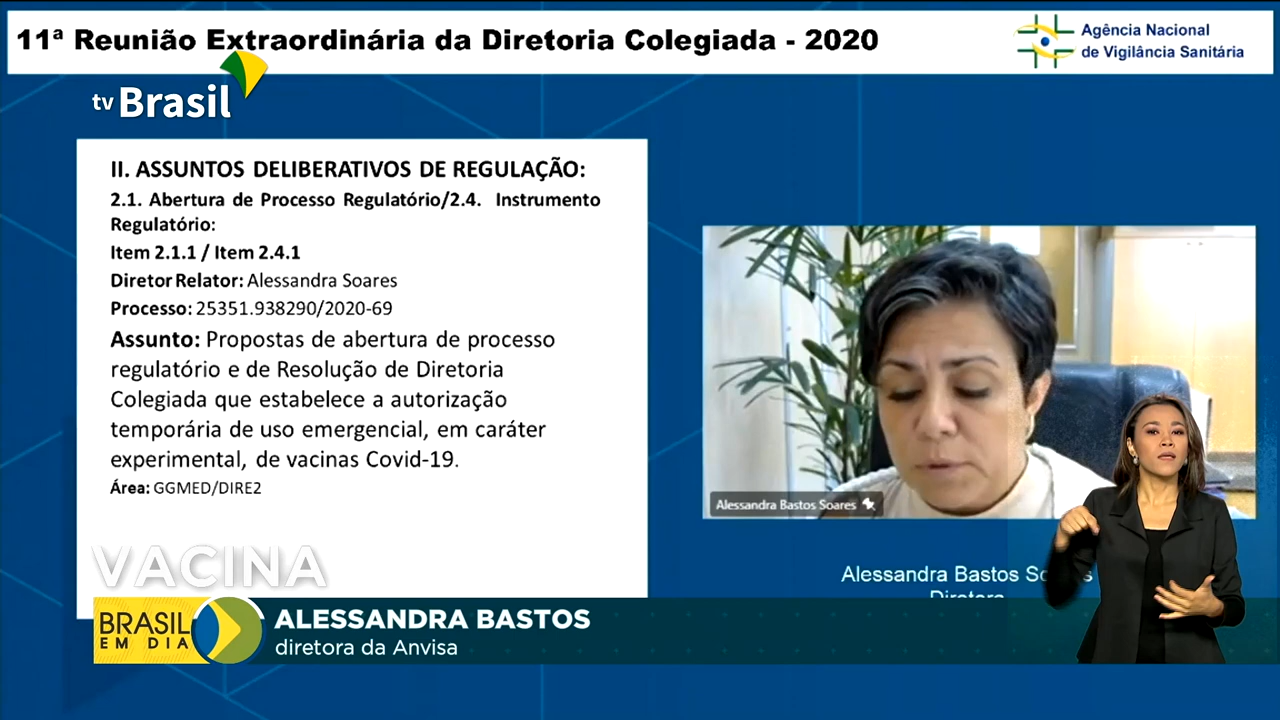 11ª Reunião Extraordinária da Diretoria Colegiada - 2020
Agência Nacional
de Vigilância Sanitária
tv Brasil
II. ASSUNTOS DELIBERATIVOS DE REGULAÇÃO:
2.1. Abertura de Processo Regulatório/2.4. Instrumento
Regulatório:
Item 2.1.1 / Item 2.4.1
Diretor Relator: Alessandra Soares
Processo: 25351.938290/2020-69
Assunto: Propostas de abertura de processo
regulatório e de Resolução de Diretoria
Colegiada que estabelece a autorização
temporária de uso emergencial, em caráter
experimental, de vacinas Covid-19.
Área: GGMED/DIRE2
Alessandra Bastos Soares
Alessandra Bastos
VACINA
BRASIL
EM DIA
ALESSANDRA BASTOS
diretora da Anvisa